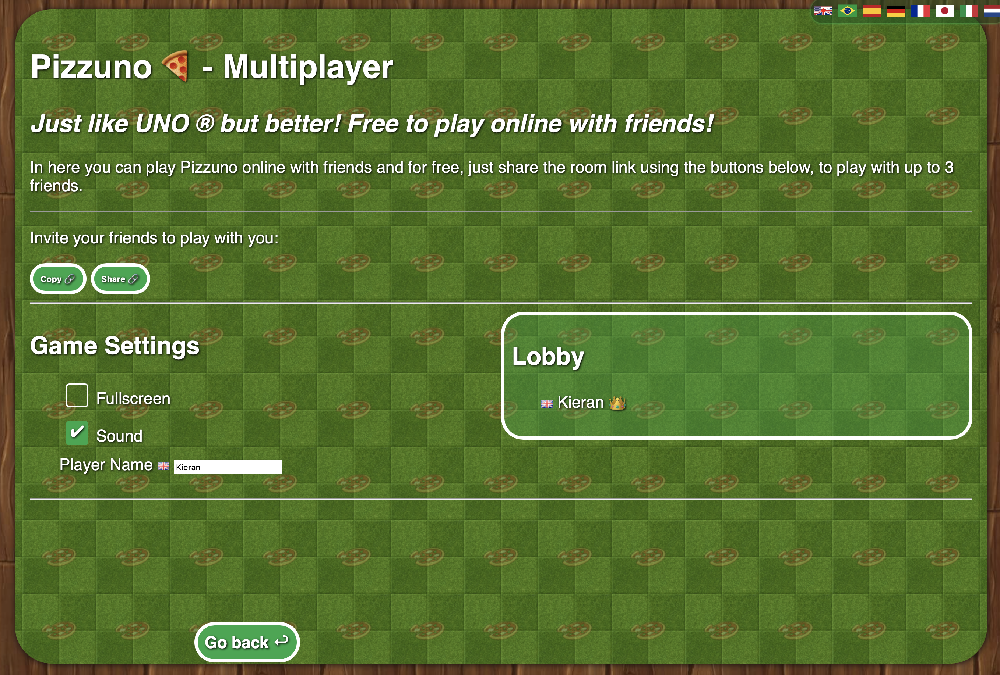 Pizzuno 🍕 - Multiplayer
Just like UNO ® but better! Free to play online with friends!
In here you can play Pizzuno online with friends and for free, just share the room link using the buttons below, to play with up to 3
friends.
Invite your friends to play with you:
Copy 🔗
Share 🔗
Game Settings
Fullscreen
Sound
Player Name 🇬🇧 Kieran
Lobby
🇬🇧 Kieran 👑
Go back ↩